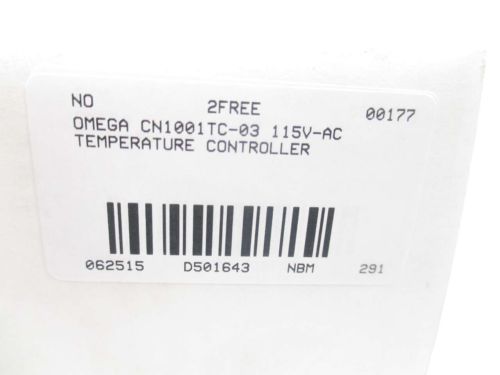 NO 2FREE 00177
OMEGA CN1001TC-03 115V-AC
TEMPERATURE CONTROLLER
062515 D501643 NBM 291